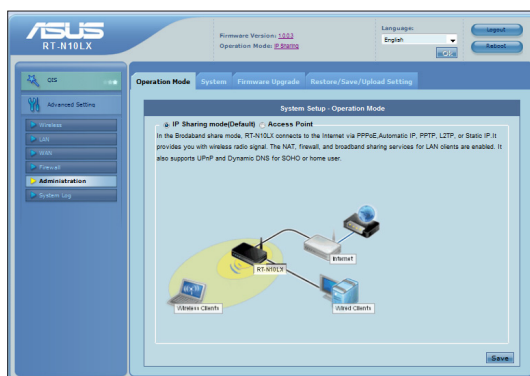 ASUS
RT-N10LX
Firmware Version: 1.0.0.3
Operation Mode: IP Sharing
Language:
English
Logout
Reboot
QIS
Advanced Setting
Wireless
LAN
WAN
Firewall
Administration
System Log
Operation Mode System Firmware Upgrade Restore/Save/Upload Setting
System Setup - Operation Mode
IP Sharing mode(Default) Access Point
In the Brodaband share mode, RT-N10LX connects to the Internet via PPPoE,Automatic IP, PPTP, L2TP, or Static IP.It
provides you with wireless radio signal. The NAT, firewall, and broadband sharing services for LAN clients are enabled. It
also supports UPnP and Dynamic DNS for SOHO or home user.
Internet
RT-N10LX
Wireless Clients
Wired Clients
Save